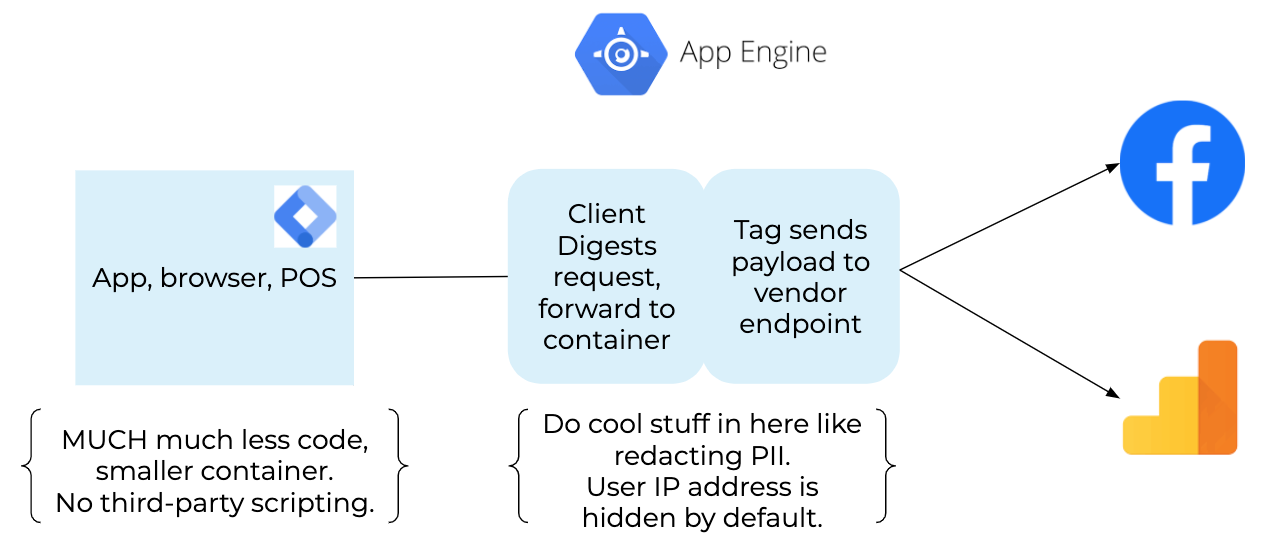 App Engine
App, browser, POS
Client
Digests
request,
forward to
container
Tag sends
payload to
vendor
endpoint
MUCH much less code,
smaller container.
No third-party scripting.
Do cool stuff in here like
redacting PII.
User IP address is
hidden by default.